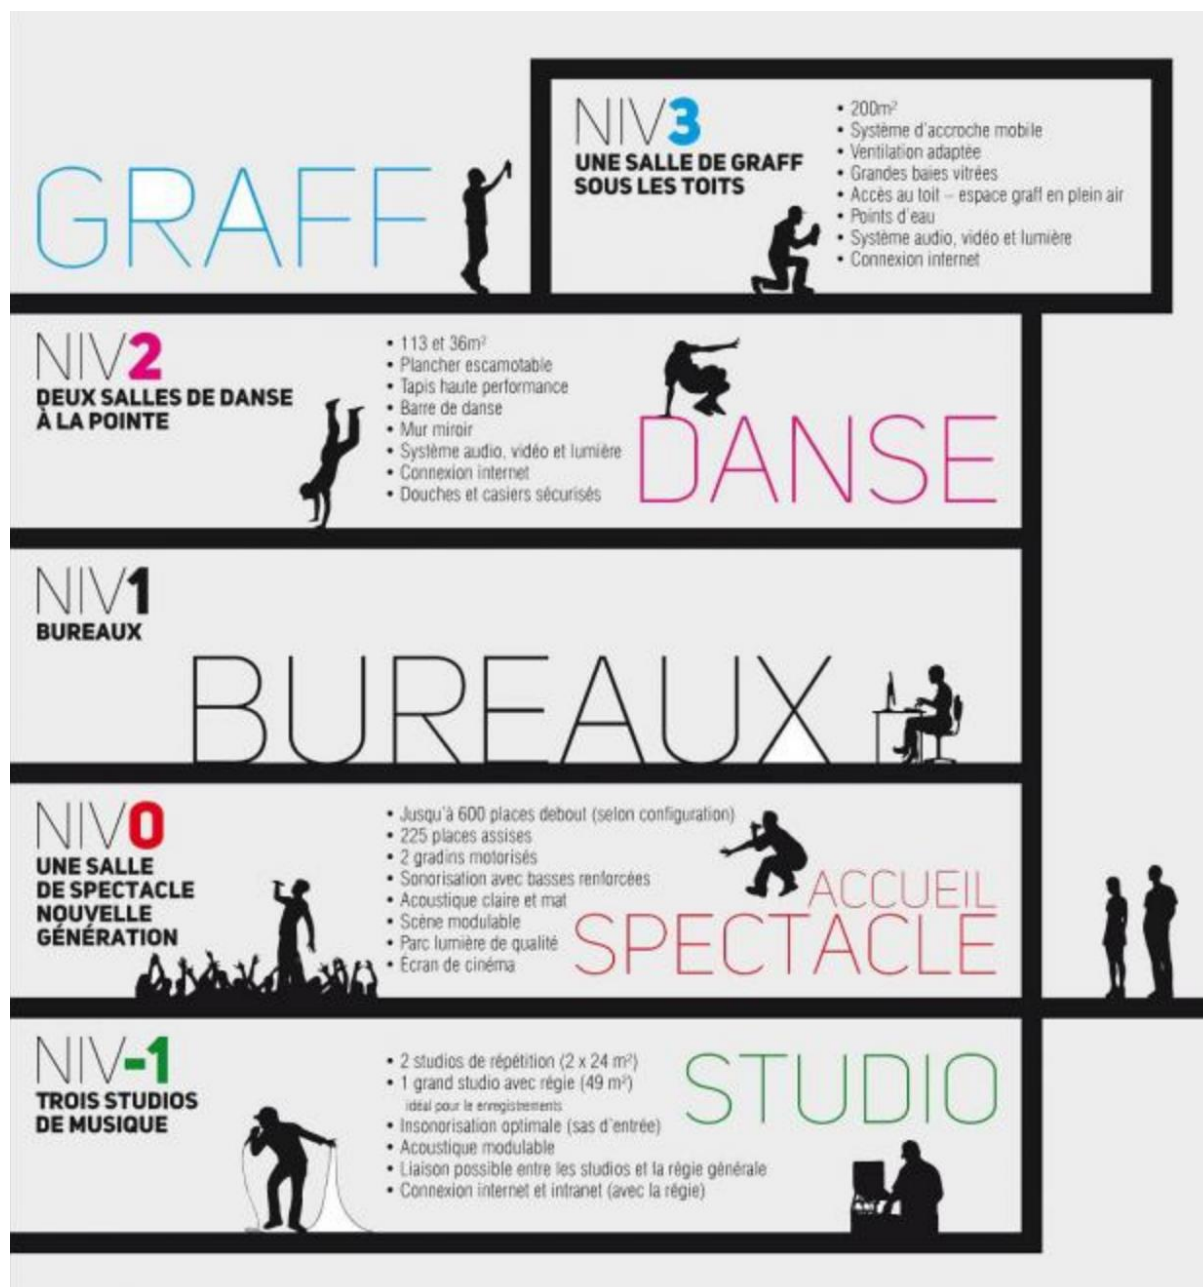 GRAFF
NIV3
UNE SALLE DE GRAFF
SOUS LES TOITS
• 200m²
• Système d'accroche mobile
• Ventilation adaptée
• Grandes baies vitrées
• Accès au toit – espace graff en plein air
• Points d'eau
• Système audio, vidéo et lumière
• Connexion internet
NIV2
DEUX SALLES DE DANSE
À LA POINTE
• 113 et 36m²
• Plancher escamotable
• Tapis haute performance
• Barre de danse
• Mur miroir
• Système audio, vidéo et lumière
• Connexion internet
• Douches et casiers sécurisés
DANSE
NIV1
BUREAUX
BUREAUX
NIV0
UNE SALLE
DE SPECTACLE
NOUVELLE
GÉNÉRATION
• Jusqu'à 600 places debout (selon configuration)
• 225 places assises
• 2 gradins motorisés
• Sonorisation avec basses renforcées
• Acoustique claire et mat
• Scène modulable
• Parc lumière de qualité
• Écran de cinéma
ACCUEIL
SPECTACLE
NIV-1
TROIS STUDIOS
DE MUSIQUE
• 2 studios de répétition (2 x 24 m²)
• 1 grand studio avec régie (49 m²)
idéal pour le enregistrements
• Insonorisation optimale (sas d'entrée)
• Acoustique modulable
• Liaison possible entre les studios et la régie générale
• Connexion internet et intranet (avec la régie)
STUDIO